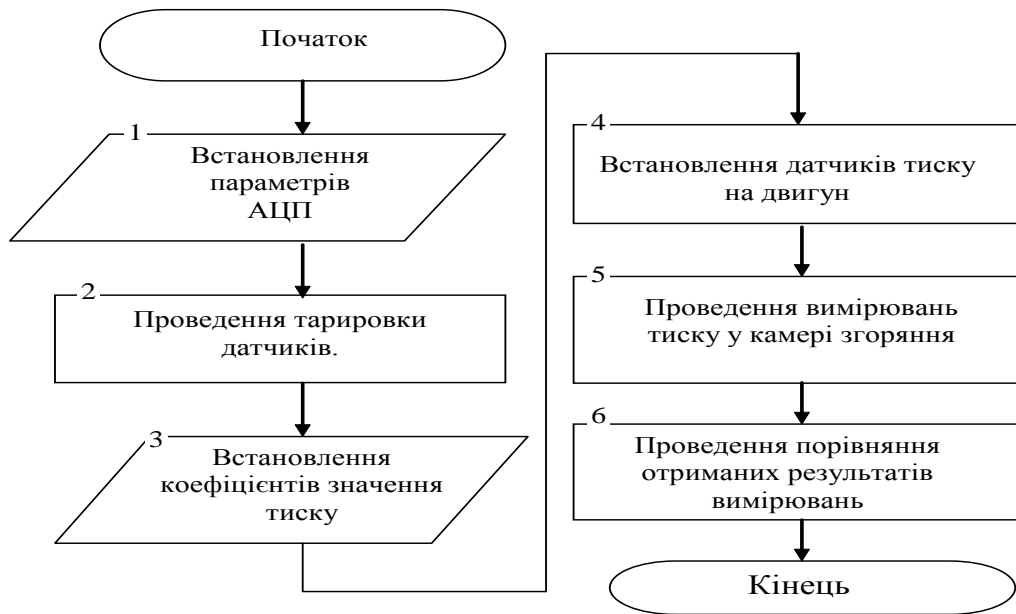 Початок
1
Встановлення
параметрів
АЦП
2
Проведення тарировки
датчиків.
3
Встановлення
коефіцієнтів значення
тиску
4
Встановлення датчиків тиску
на двигун
5
Проведення вимірювань
тиску у камері згоряння
6
Проведення порівняння
отриманих результатів
вимірювань
Кінець